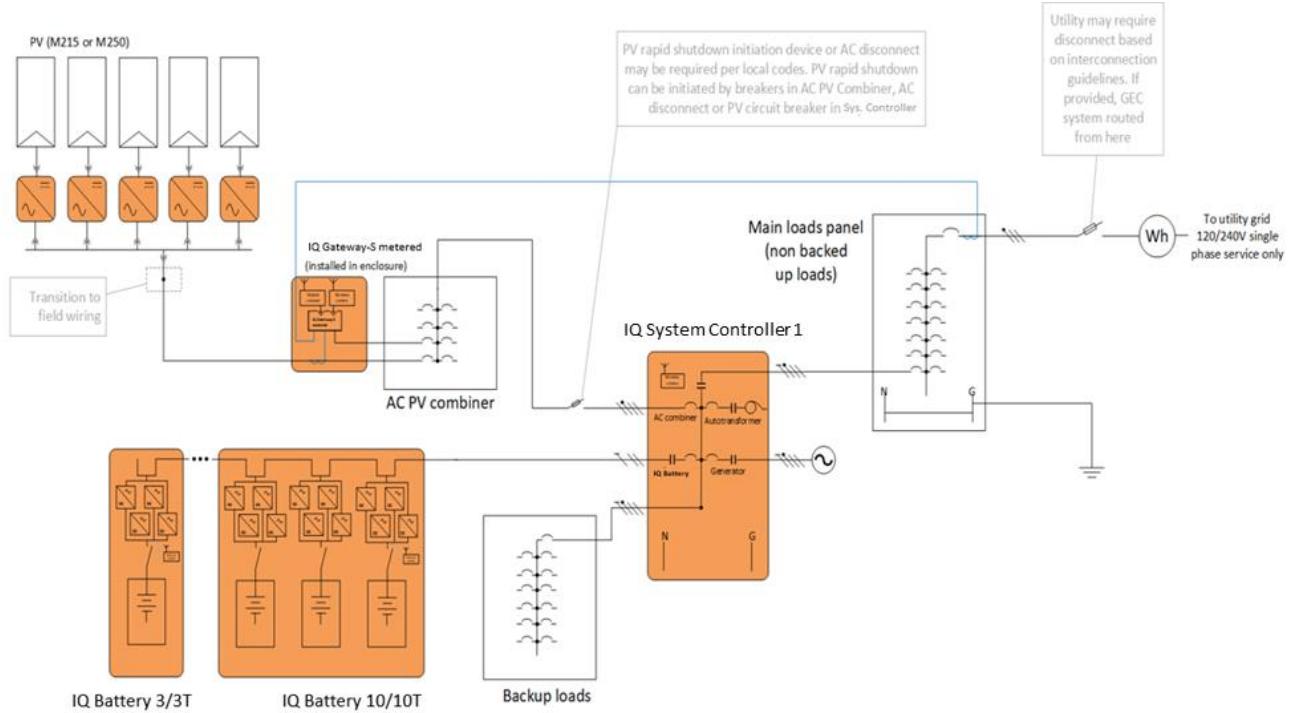 PV (M215 or M250)
Transition to
field wiring
IQ Gateway-S metered
(installed in enclosure)
AC PV combiner
PV rapid shutdown initiation device or AC disconnect
may be required per local codes. PV rapid shutdown
can be initiated by breakers in AC PV Combiner, AC
disconnect or PV circuit breaker in Sys. Controller
Utility may require
disconnect based
on interconnection
guidelines. If
provided, GEC
system routed
from here
Main loads panel
(non backed
up loads)
N
G
Wh
To utility grid
120/240V single
phase service only
IQ System Controller 1
AC combiner
Autotransformer
IQ Battery
Generator
N
G
Backup loads
IQ Battery 3/3T
IQ Battery 10/10T